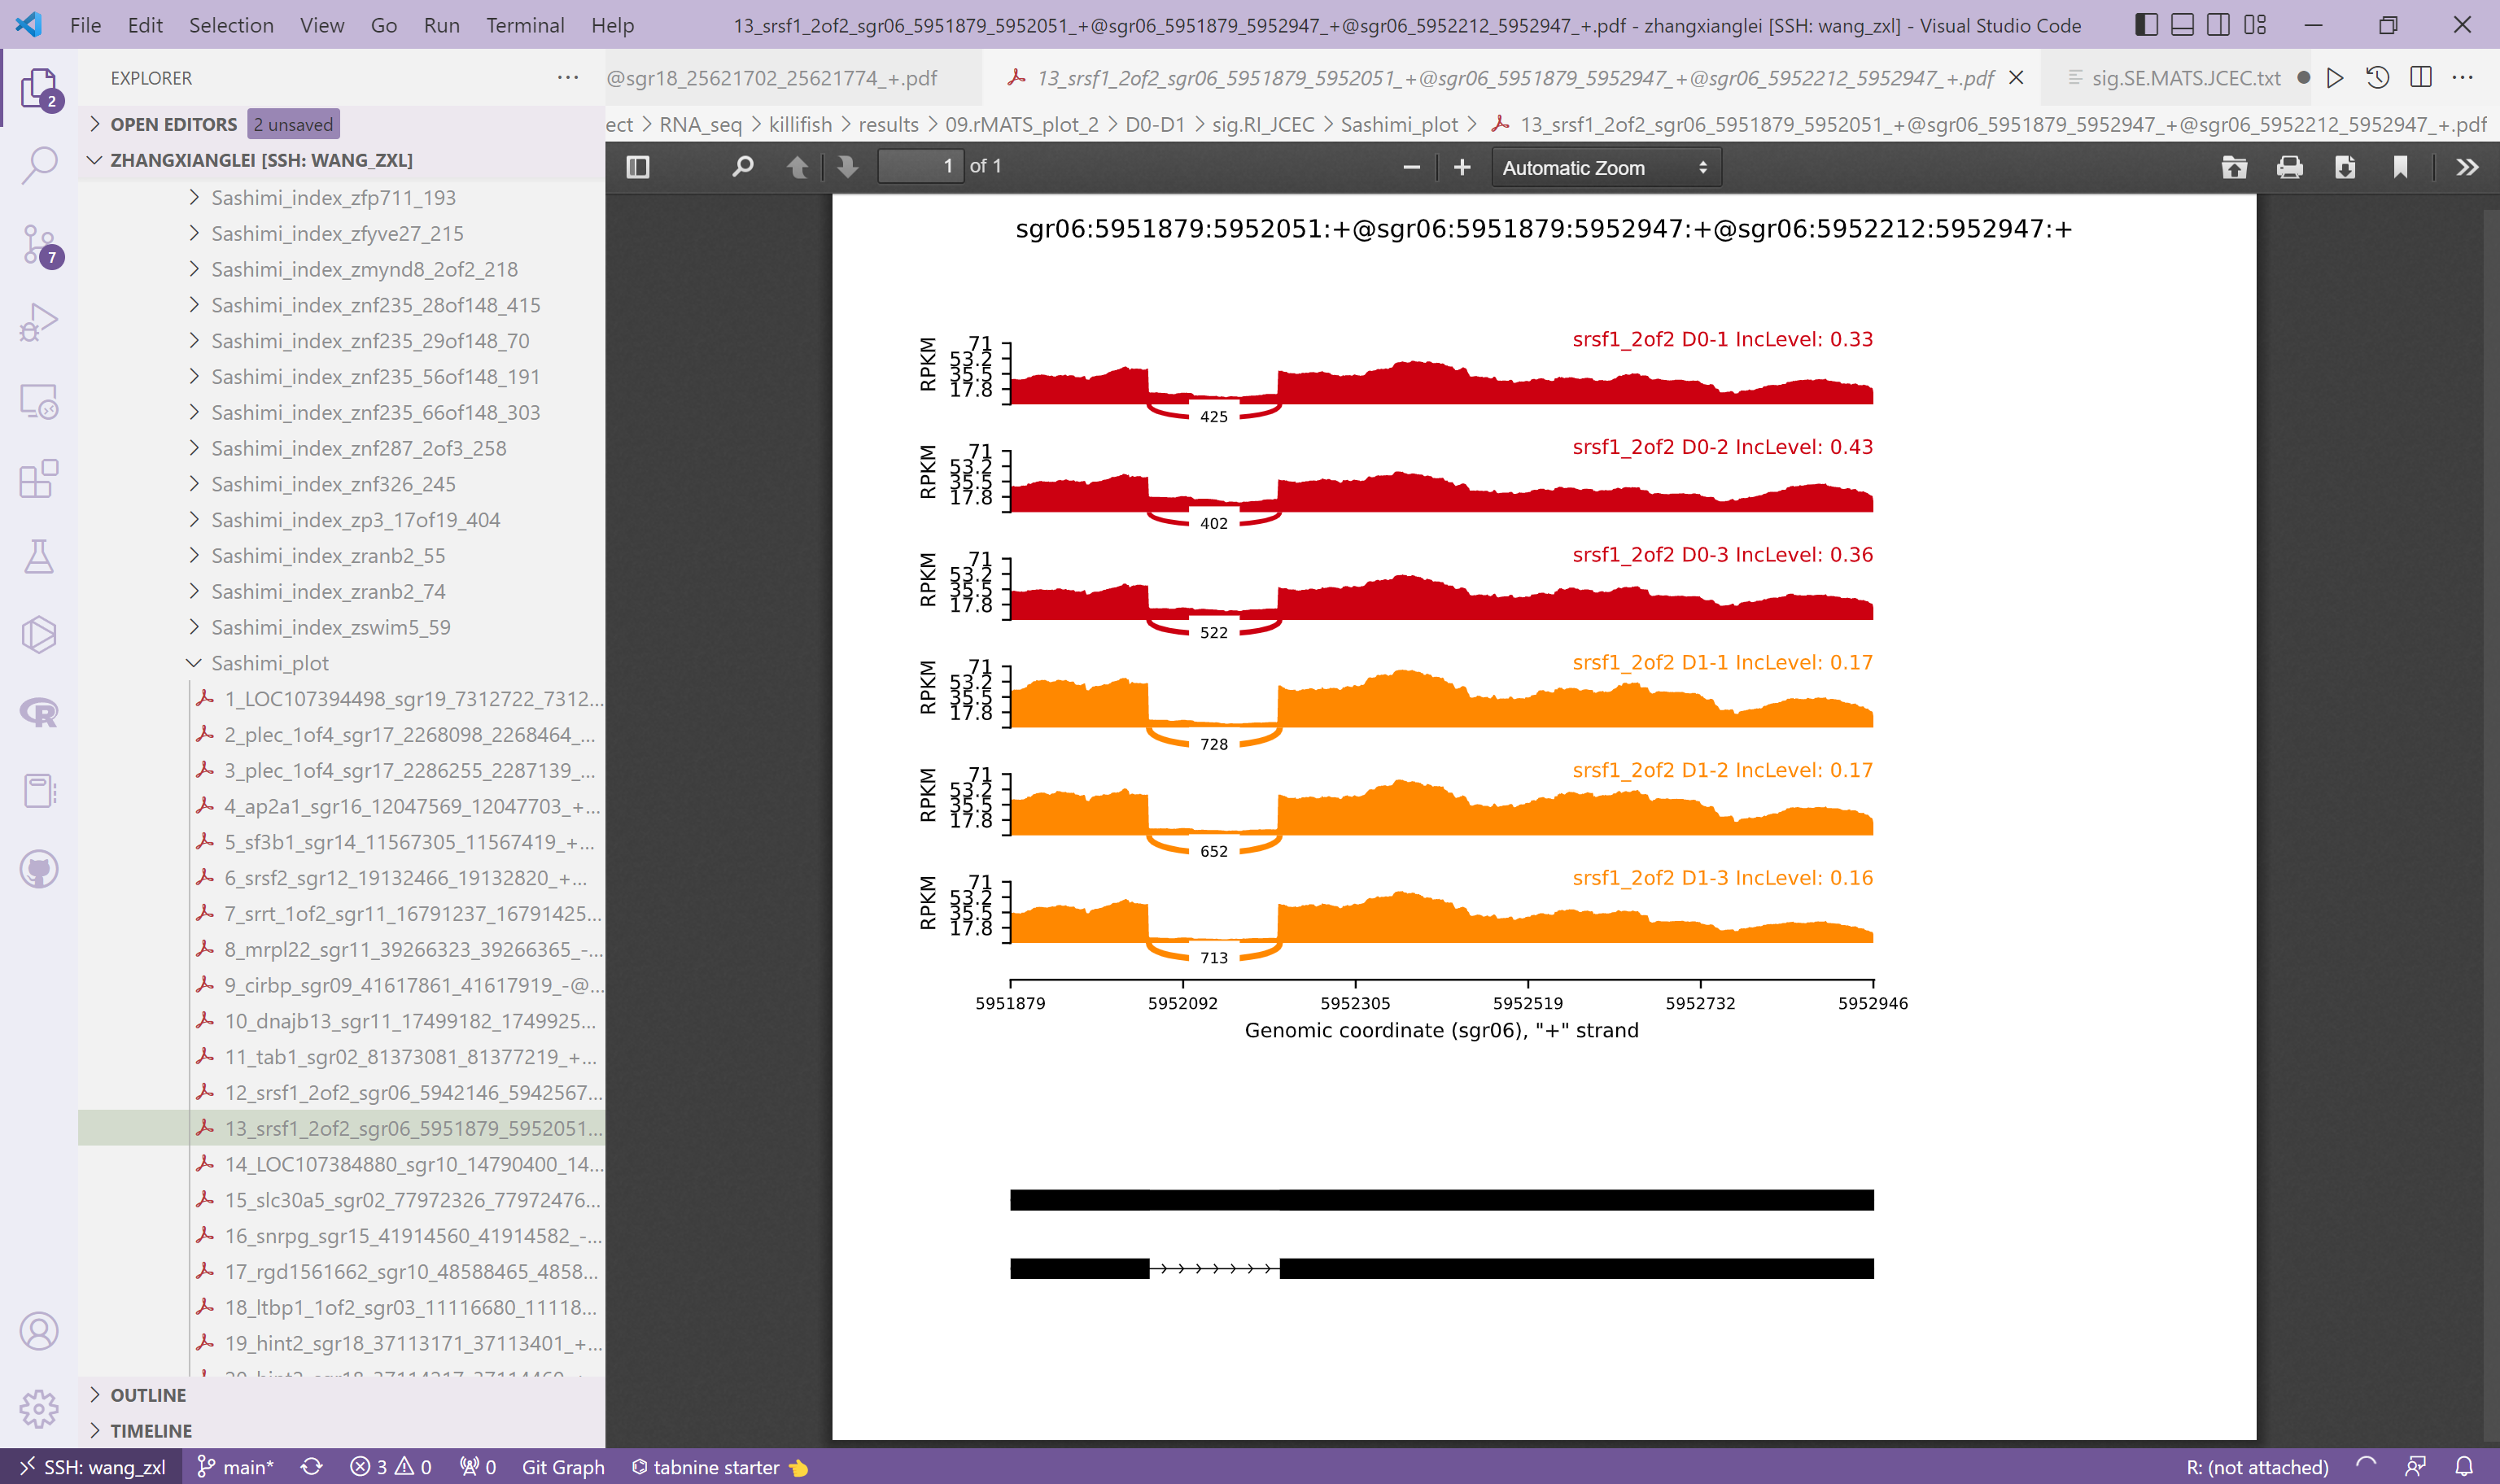 File Edit Selection View Go Run Terminal Help
13_srsf1_2of2_sgr06_5951879_5952051_+@sgr06_5951879_5952947_+@sgr06_5952212_5952947_+.pdf - zhangxianglei [SSH: wang_zxl] - Visual Studio Code
EXPLORER
@sgr18_25621702_25621774_+.pdf
13_srsf1_2of2_sgr06_5951879_5952051_+@sgr06_5951879_5952947_+@sgr06_5952212_5952947_+.pdf
sig.SE.MATS.JCEC.txt
ect > RNA_seq > killifish > results > 09.rMATS_plot_2 > D0-D1 > sig.RI_JCEC > Sashimi_plot > 13_srsf1_2of2_sgr06_5951879_5952051_+@sgr06_5951879_5952947_+@sgr06_5952212_5952947_+.pdf
2
7
OPEN EDITORS 2 unsaved
ZHANGXIANGLEI [SSH: WANG_ZXL]
Sashimi_index_zfp711_193
Sashimi_index_zfyve27_215
Sashimi_index_zmynd8_2of2_218
Sashimi_index_znf235_28of148_415
Sashimi_index_znf235_29of148_70
Sashimi_index_znf235_56of148_191
Sashimi_index_znf235_66of148_303
Sashimi_index_znf287_2of3_258
Sashimi_index_znf326_245
Sashimi_index_zp3_17of19_404
Sashimi_index_zranb2_55
Sashimi_index_zranb2_74
Sashimi_index_zswim5_59
Sashimi_plot
1_LOC107394498_sgr19_7312722_7312...
2_plec_1of4_sgr17_2268098_2268464_...
3_plec_1of4_sgr17_2286255_2287139_...
4_ap2a1_sgr16_12047569_12047703_+...
5_sf3b1_sgr14_11567305_11567419_+...
6_srsf2_sgr12_19132466_19132820_+...
7_srrt_1of2_sgr11_16791237_16791425...
8_mrpl22_sgr11_39266323_39266365_-...
9_cirbp_sgr09_41617861_41617919_-@...
10_dnajb13_sgr11_17499182_1749925...
11_tab1_sgr02_81373081_81377219_+...
12_srsf1_2of2_sgr06_5942146_5942567...
13_srsf1_2of2_sgr06_5951879_5952051...
14_LOC107384880_sgr10_14790400_14...
15_slc30a5_sgr02_77972326_77972476...
16_snrpg_sgr15_41914560_41914582_-...
17_rgd1561662_sgr10_48588465_4858...
18_ltbp1_1of2_sgr03_11116680_11118...
19_hint2_sgr18_37113171_37113401_+...
OUTLINE
TIMELINE
1 of 1
Automatic Zoom
sgr06:5951879:5952051:+@sgr06:5951879:5952947:+@sgr06:5952212:5952947:+
RPKM
71
53.2
35.5
17.8
srsf1_2of2 D0-1 IncLevel: 0.33
425
RPKM
71
53.2
35.5
17.8
srsf1_2of2 D0-2 IncLevel: 0.43
402
RPKM
71
53.2
35.5
17.8
srsf1_2of2 D0-3 IncLevel: 0.36
522
RPKM
71
53.2
35.5
17.8
srsf1_2of2 D1-1 IncLevel: 0.17
728
RPKM
71
53.2
35.5
17.8
srsf1_2of2 D1-2 IncLevel: 0.17
652
RPKM
71
53.2
35.5
17.8
srsf1_2of2 D1-3 IncLevel: 0.16
713
5951879 5952092 5952305 5952519 5952732 5952946
Genomic coordinate (sgr06), "+" strand
SSH: wang_zxl main* 3 0 0 Git Graph tabnine starter R: (not attached)